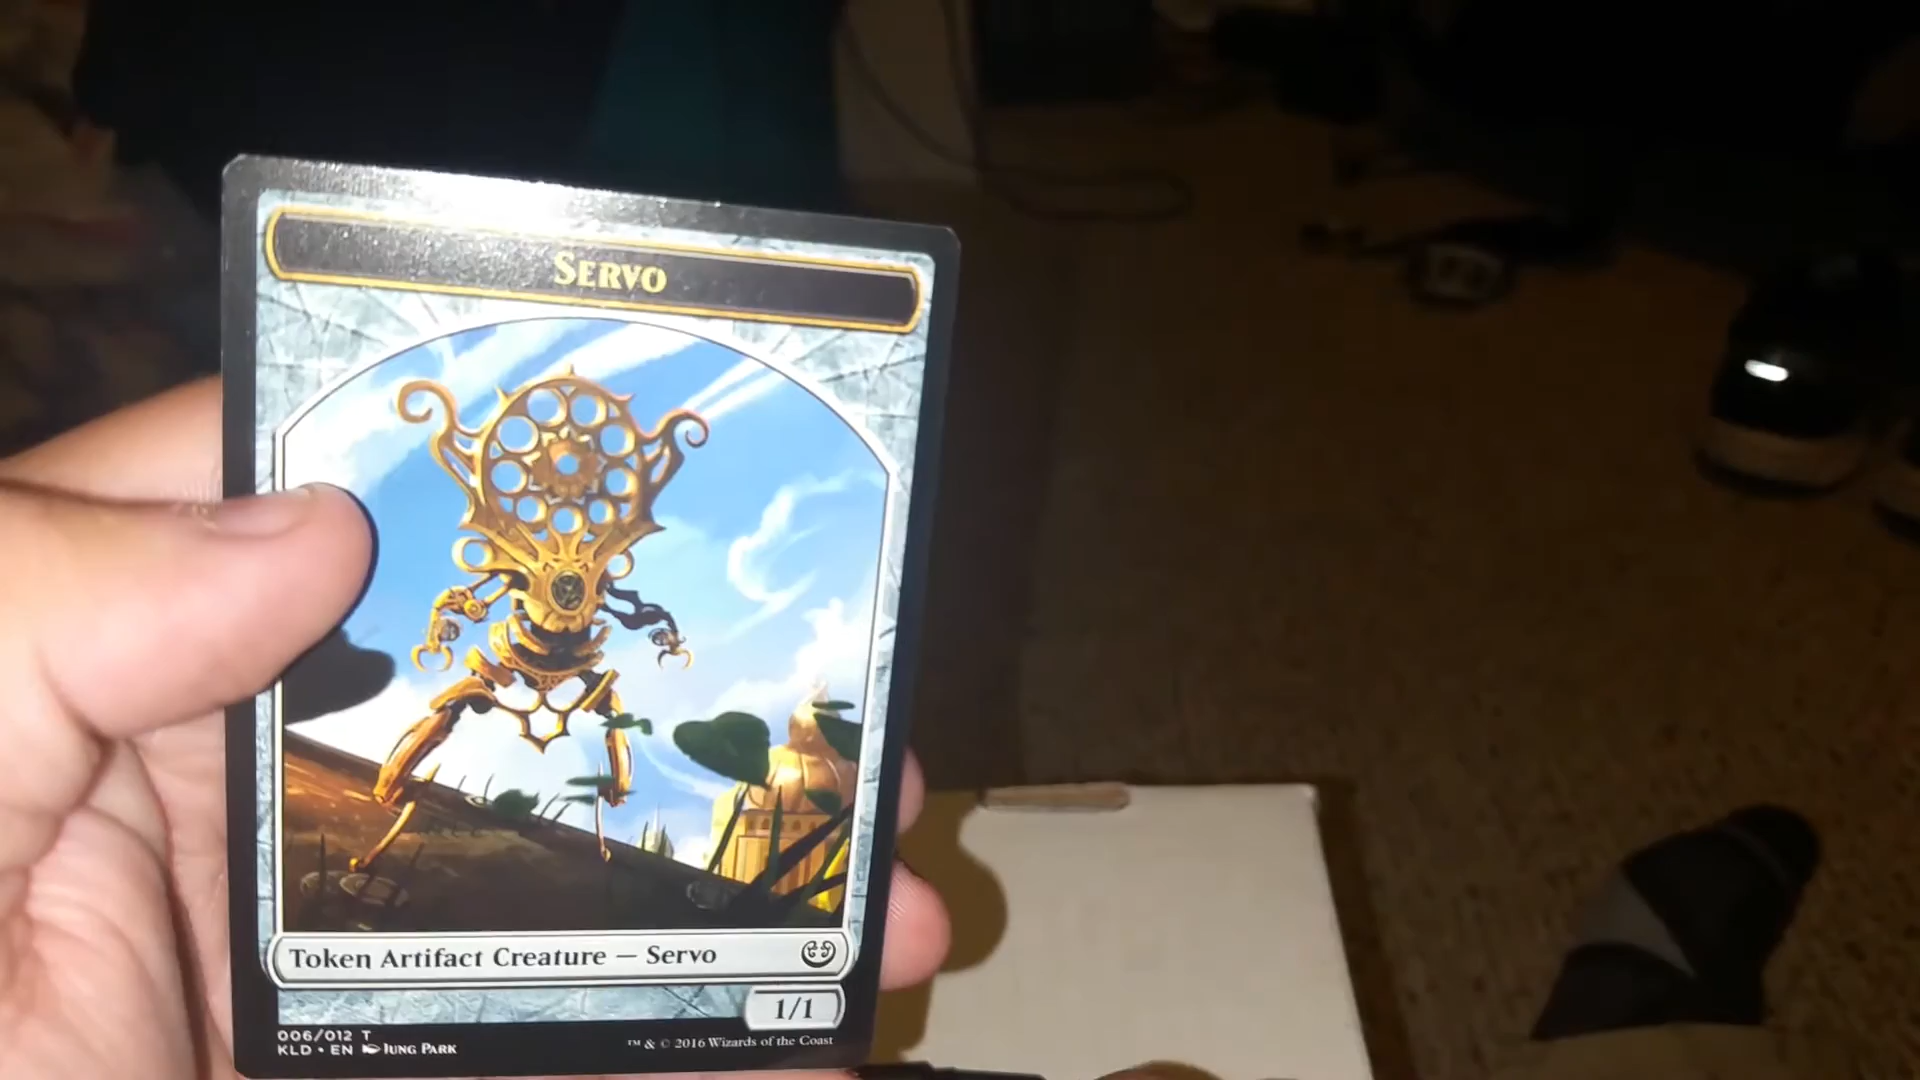 SERVO
Token Artifact Creature — Servo
1/1
006/012 T
KLD • EN JUNG PARK
™ & © 2016 Wizards of the Coast